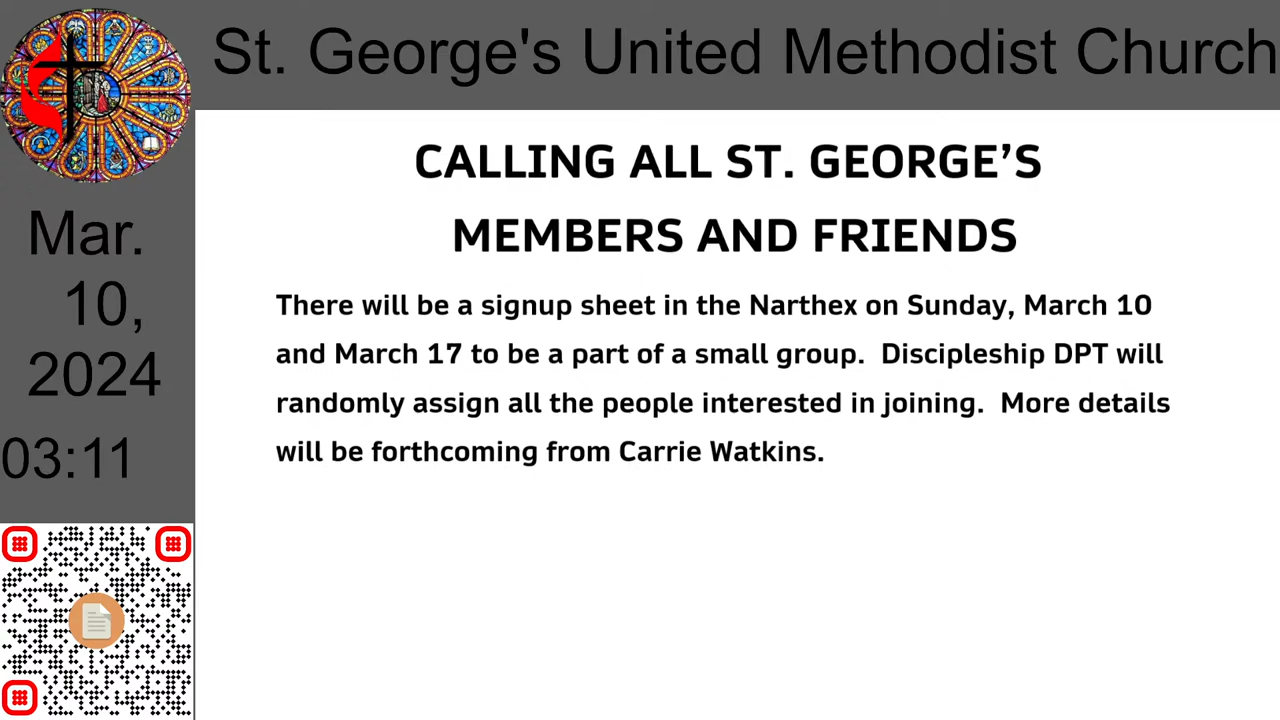 St. George's United Methodist Church
Mar.
10,
2024
03:11
CALLING ALL ST. GEORGE’S
MEMBERS AND FRIENDS
There will be a signup sheet in the Narthex on Sunday, March 10
and March 17 to be a part of a small group.  Discipleship DPT will
randomly assign all the people interested in joining.  More details
will be forthcoming from Carrie Watkins.